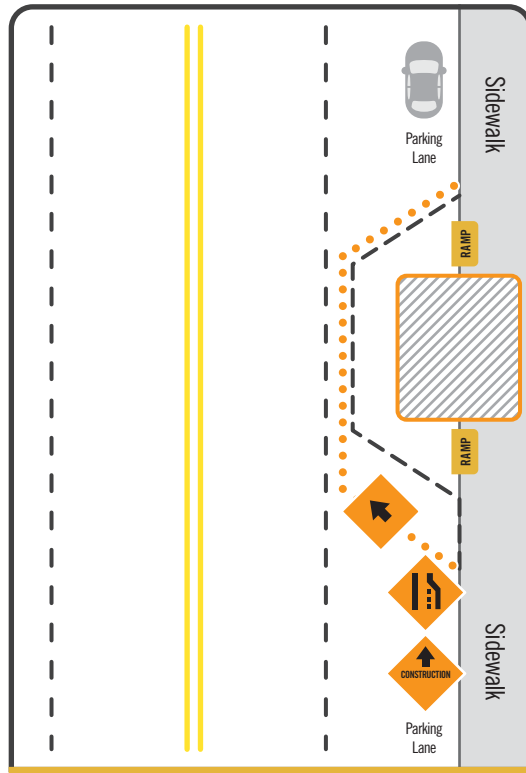 Sidewalk
Parking
Lane
RAMP
RAMP
Sidewalk
CONSTRUCTION
Parking
Lane